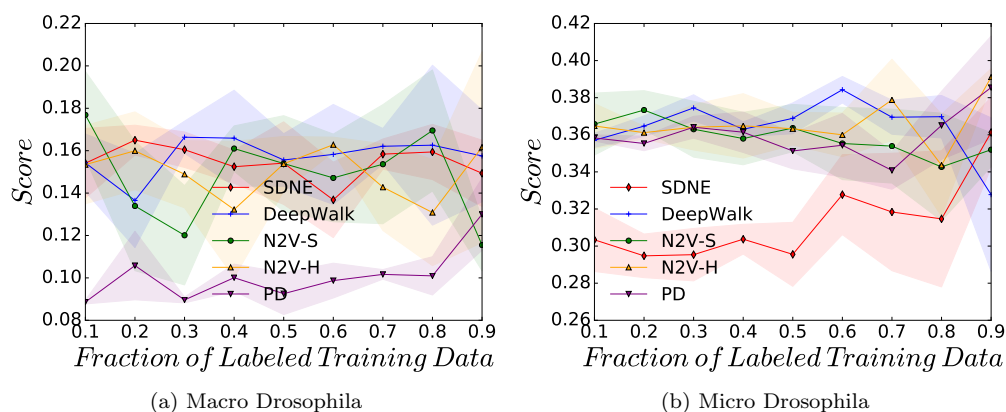 0.22
0.20
0.18
0.16
0.14
0.12
0.10
0.08
Score
SDNE
DeepWalk
N2V-S
N2V-H
PD
0.1 0.2 0.3 0.4 0.5 0.6 0.7 0.8 0.9
Fraction of Labeled Training Data
(a) Macro Drosophila
0.42
0.40
0.38
0.36
0.34
0.32
0.30
0.28
0.26
Score
SDNE
DeepWalk
N2V-S
N2V-H
PD
0.1 0.2 0.3 0.4 0.5 0.6 0.7 0.8 0.9
Fraction of Labeled Training Data
(b) Micro Drosophila